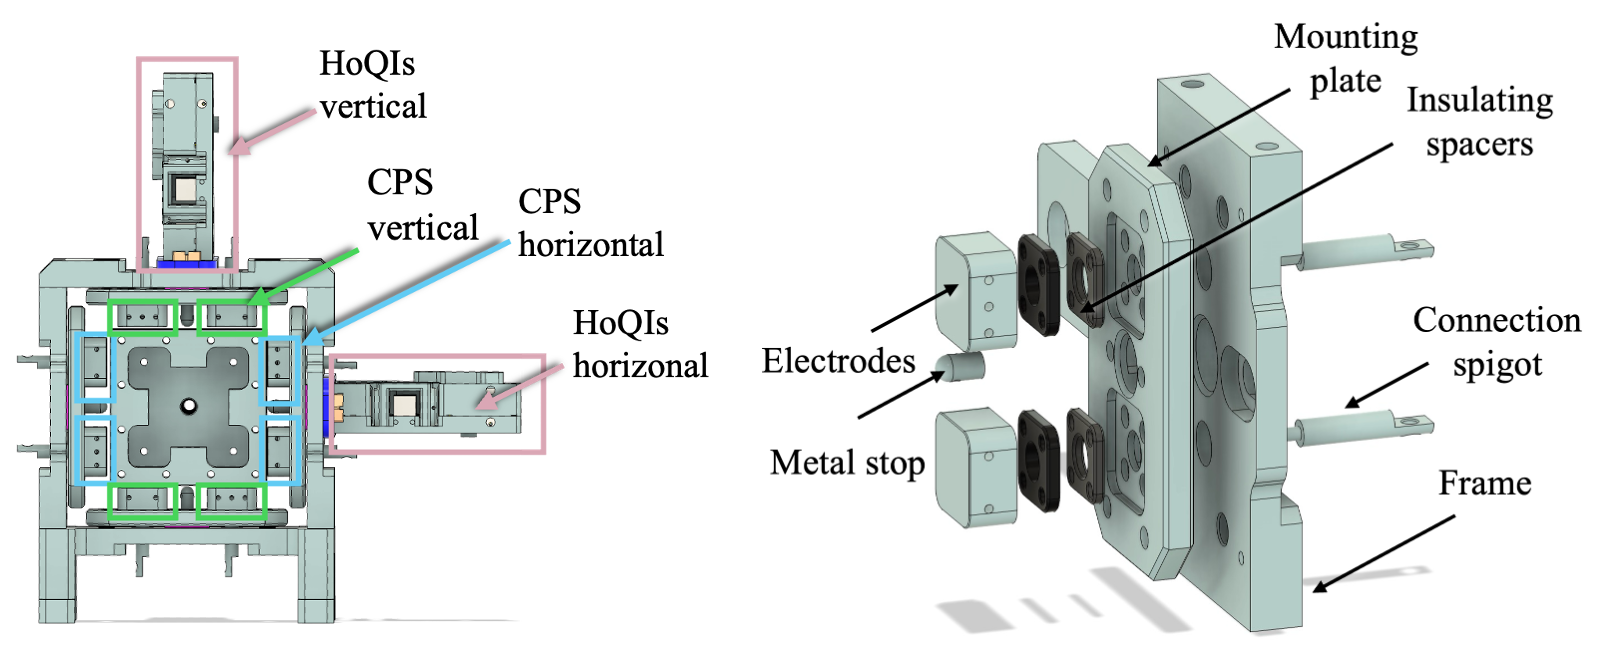 HoQIs
vertical
CPS
vertical
CPS
horizontal
HoQIs
horizonal
Mounting
plate
Insulating
spacers
Electrodes
Metal stop
Connection
spigot
Frame